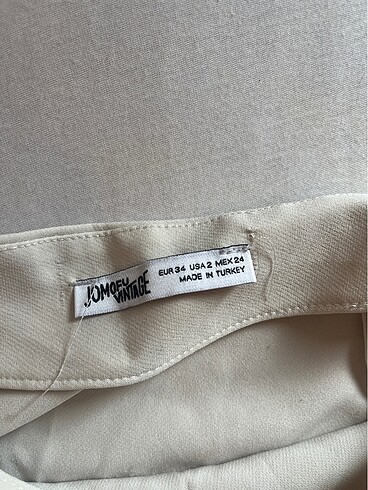 JOMOFU
VINTAGE
EUR 34 USA 2 MEX 24
MADE IN TURKEY